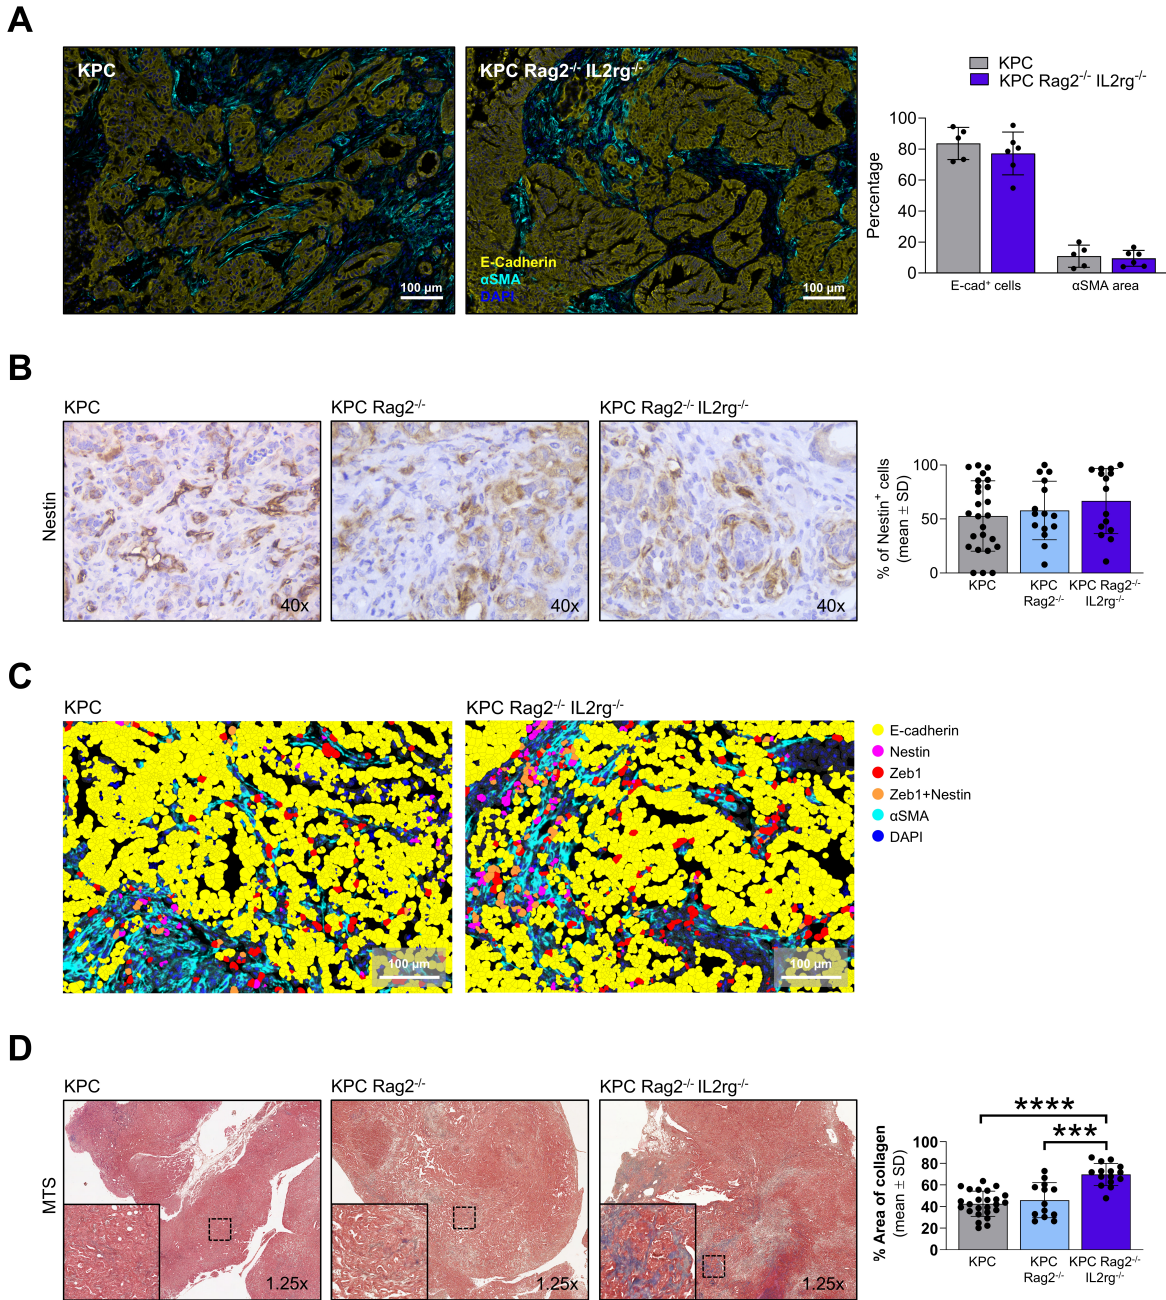 A
KPC
KPC Rag2-/- IL2rg-/-
E-Cadherin
αSMA
DAPI
100 µm
100 µm
KPC
KPC Rag2-/- IL2rg-/-
Percentage
100
80
60
40
20
0
E-cad+ cells
αSMA area
B
KPC
KPC Rag2-/-
KPC Rag2-/- IL2rg-/-
Nestin
40x
40x
40x
% of Nestin+ cells
(mean ± SD)
100
50
0
KPC
KPC
Rag2-/-
KPC Rag2-/-
IL2rg-/-
C
KPC
KPC Rag2-/- IL2rg-/-
100 µm
100 µm
E-cadherin
Nestin
Zeb1
Zeb1+Nestin
αSMA
DAPI
D
KPC
KPC Rag2-/-
KPC Rag2-/- IL2rg-/-
MTS
1.25x
1.25x
1.25x
% Area of collagen
(mean ± SD)
****
***
100
80
60
40
20
0
KPC
KPC
Rag2-/-
KPC Rag2-/-
IL2rg-/-